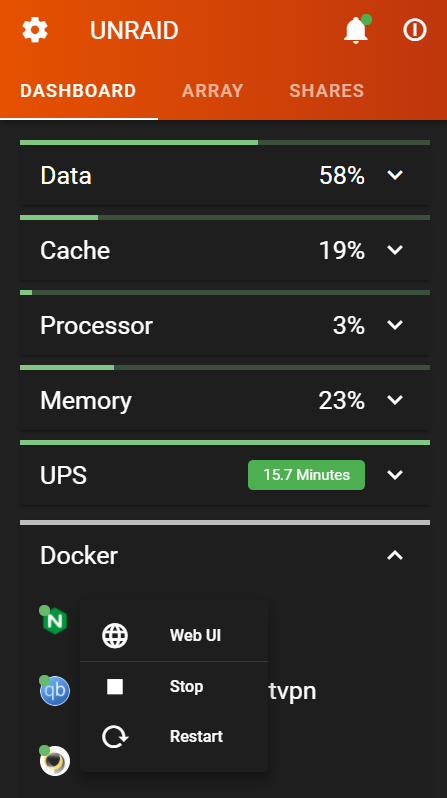 UNRAID
DASHBOARD ARRAY SHARES
Data 58%
Cache 19%
Processor 3%
Memory 23%
UPS 15.7 Minutes
Docker
N
Web UI
qb
Stop
tvpn
Restart